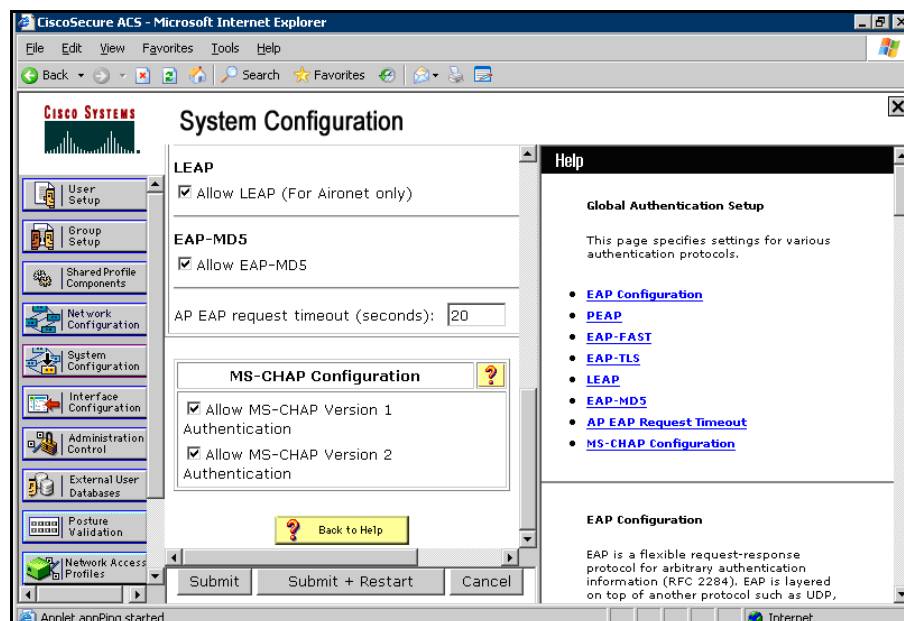 CiscoSecure ACS - Microsoft Internet Explorer
File Edit View Favorites Tools Help
Back Search Favorites
CISCO SYSTEMS
System Configuration
User
Setup
Group
Setup
Shared Profile
Components
Network
Configuration
System
Configuration
Interface
Configuration
Administration
Control
External User
Databases
Posture
Validation
Network Access
Profiles
LEAP
Allow LEAP (For Aironet only)
EAP-MD5
Allow EAP-MD5
AP EAP request timeout (seconds): 20
MS-CHAP Configuration
?
Allow MS-CHAP Version 1
Authentication
Allow MS-CHAP Version 2
Authentication
? Back to Help
Submit Submit + Restart Cancel
Help
Global Authentication Setup
This page specifies settings for various
authentication protocols.
EAP Configuration
PEAP
EAP-FAST
EAP-TLS
LEAP
EAP-MD5
AP EAP Request Timeout
MS-CHAP Configuration
EAP Configuration
EAP is a flexible request-response
protocol for arbitrary authentication
information (RFC 2284). EAP is layered
on top of another protocol such as UDP,
Applet appPing started
Internet